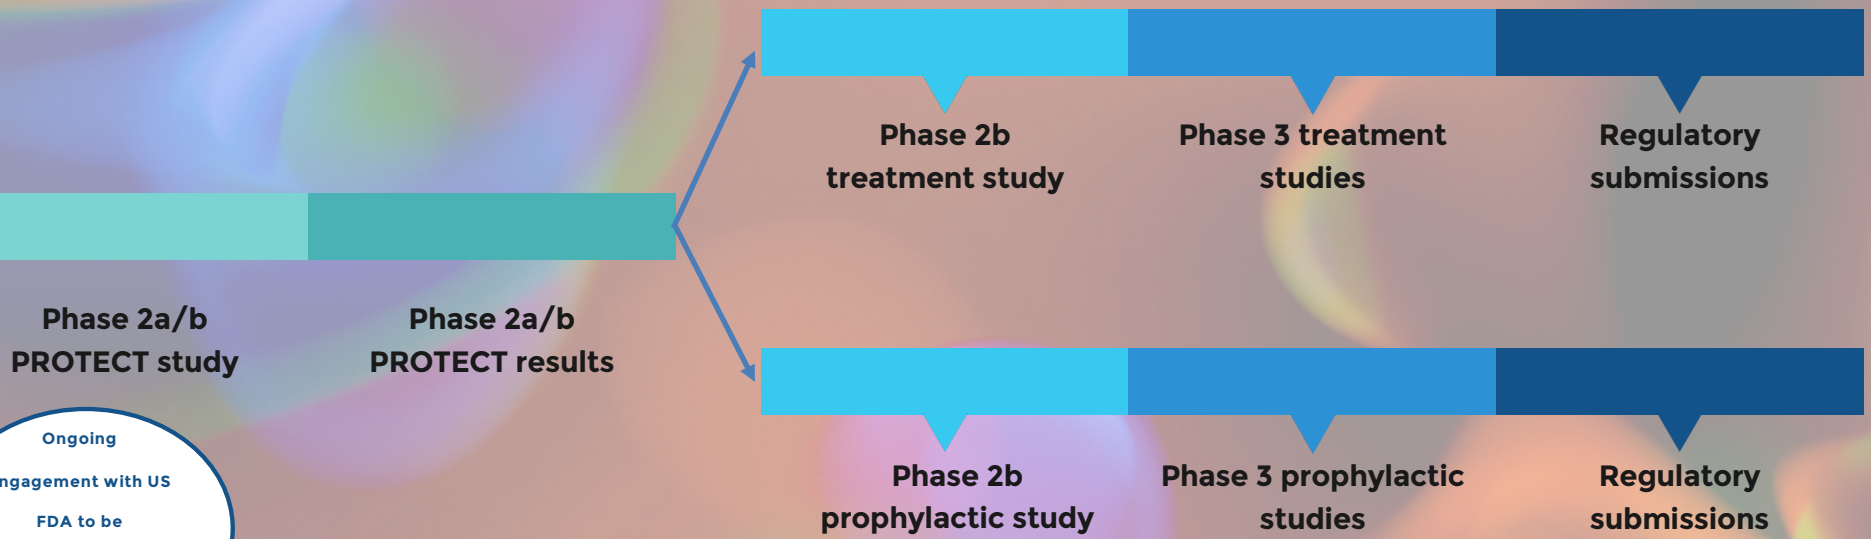 Phase 2b
treatment study
Phase 3 treatment
studies
Regulatory
submissions
Phase 2a/b
PROTECT study
Phase 2a/b
PROTECT results
Ongoing
ngagement with US
FDA to be
Phase 2b
prophylactic study
Phase 3 prophylactic
studies
Regulatory
submissions